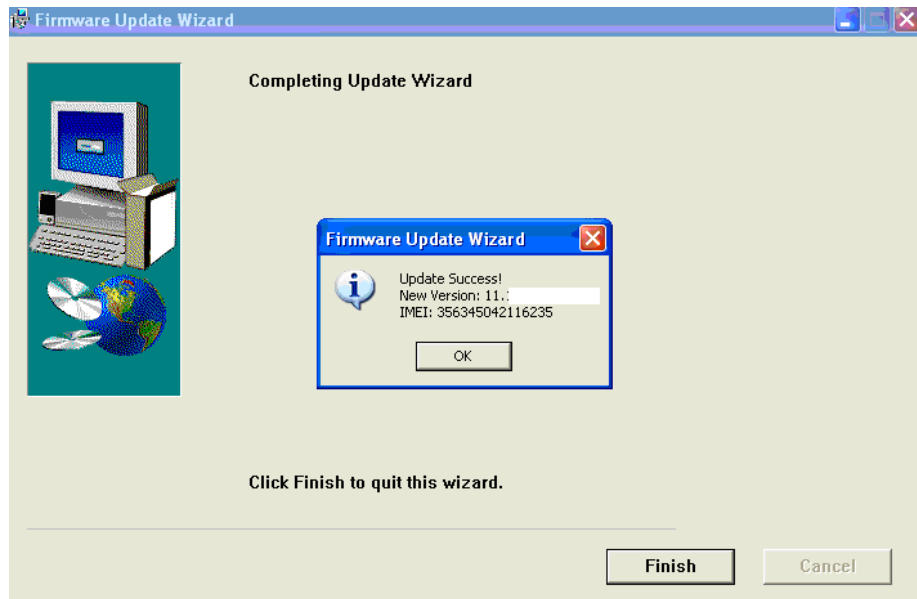 Firmware Update Wizard
Completing Update Wizard
Firmware Update Wizard
Update Success!
New Version: 11.
IMEI: 356345042116235
OK
Click Finish to quit this wizard.
Finish
Cancel